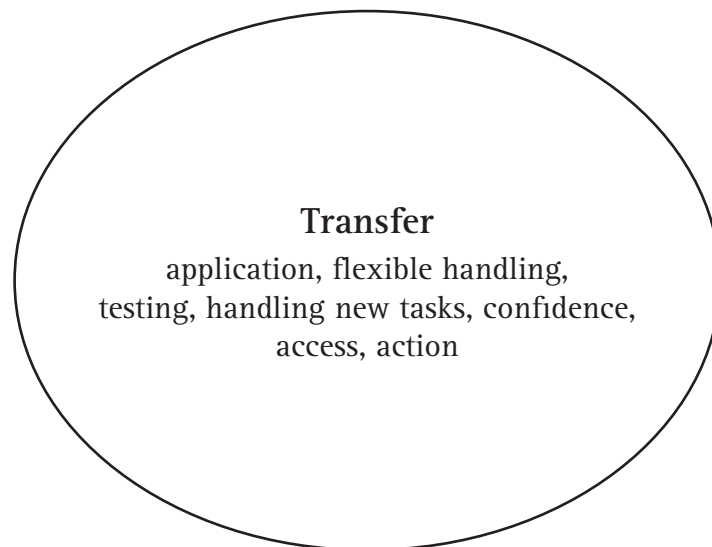 Transfer
application, flexible handling,
testing, handling new tasks, confidence,
access, action